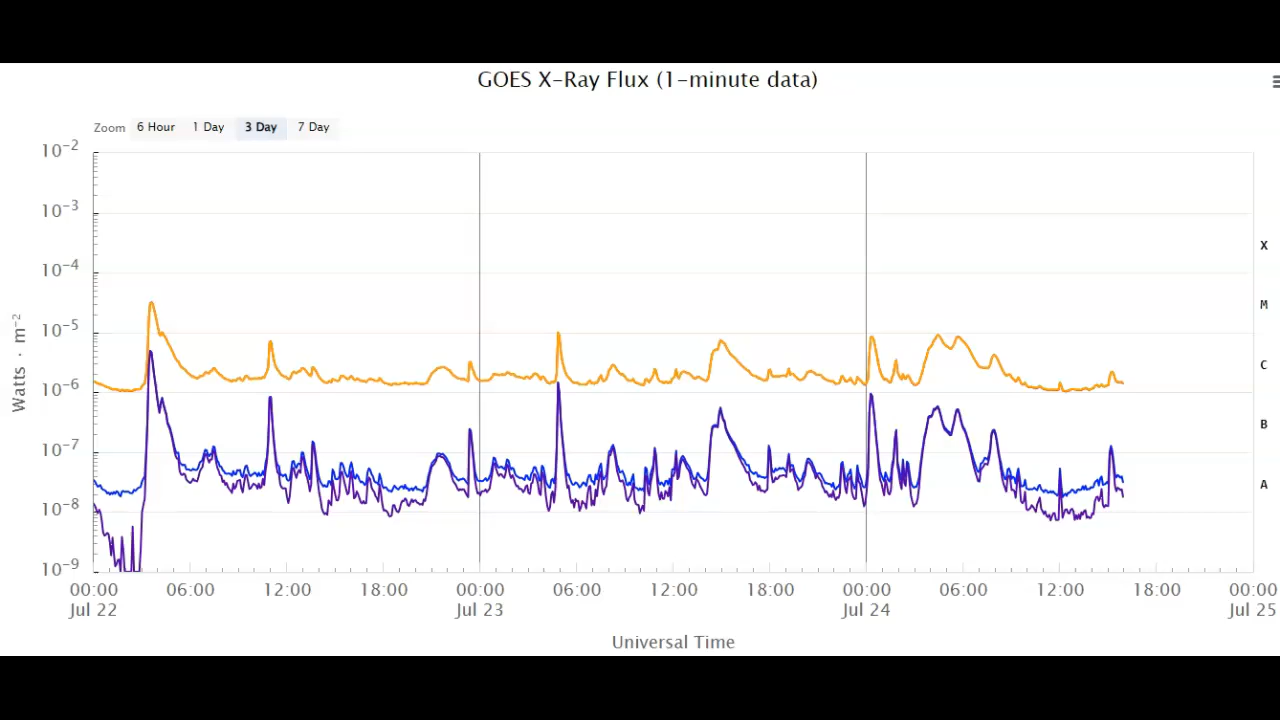 GOES X-Ray Flux (1-minute data)
Zoom 6 Hour 1 Day 3 Day 7 Day
10⁻²
10⁻³
10⁻⁴
10⁻⁵
10⁻⁶
10⁻⁷
10⁻⁸
10⁻⁹
Watts · m⁻²
X
M
C
B
A
00:00 06:00 12:00 18:00 00:00 06:00 12:00 18:00 00:00 06:00 12:00 18:00 00:00
Jul 22 Jul 23 Jul 24 Jul 25
Universal Time